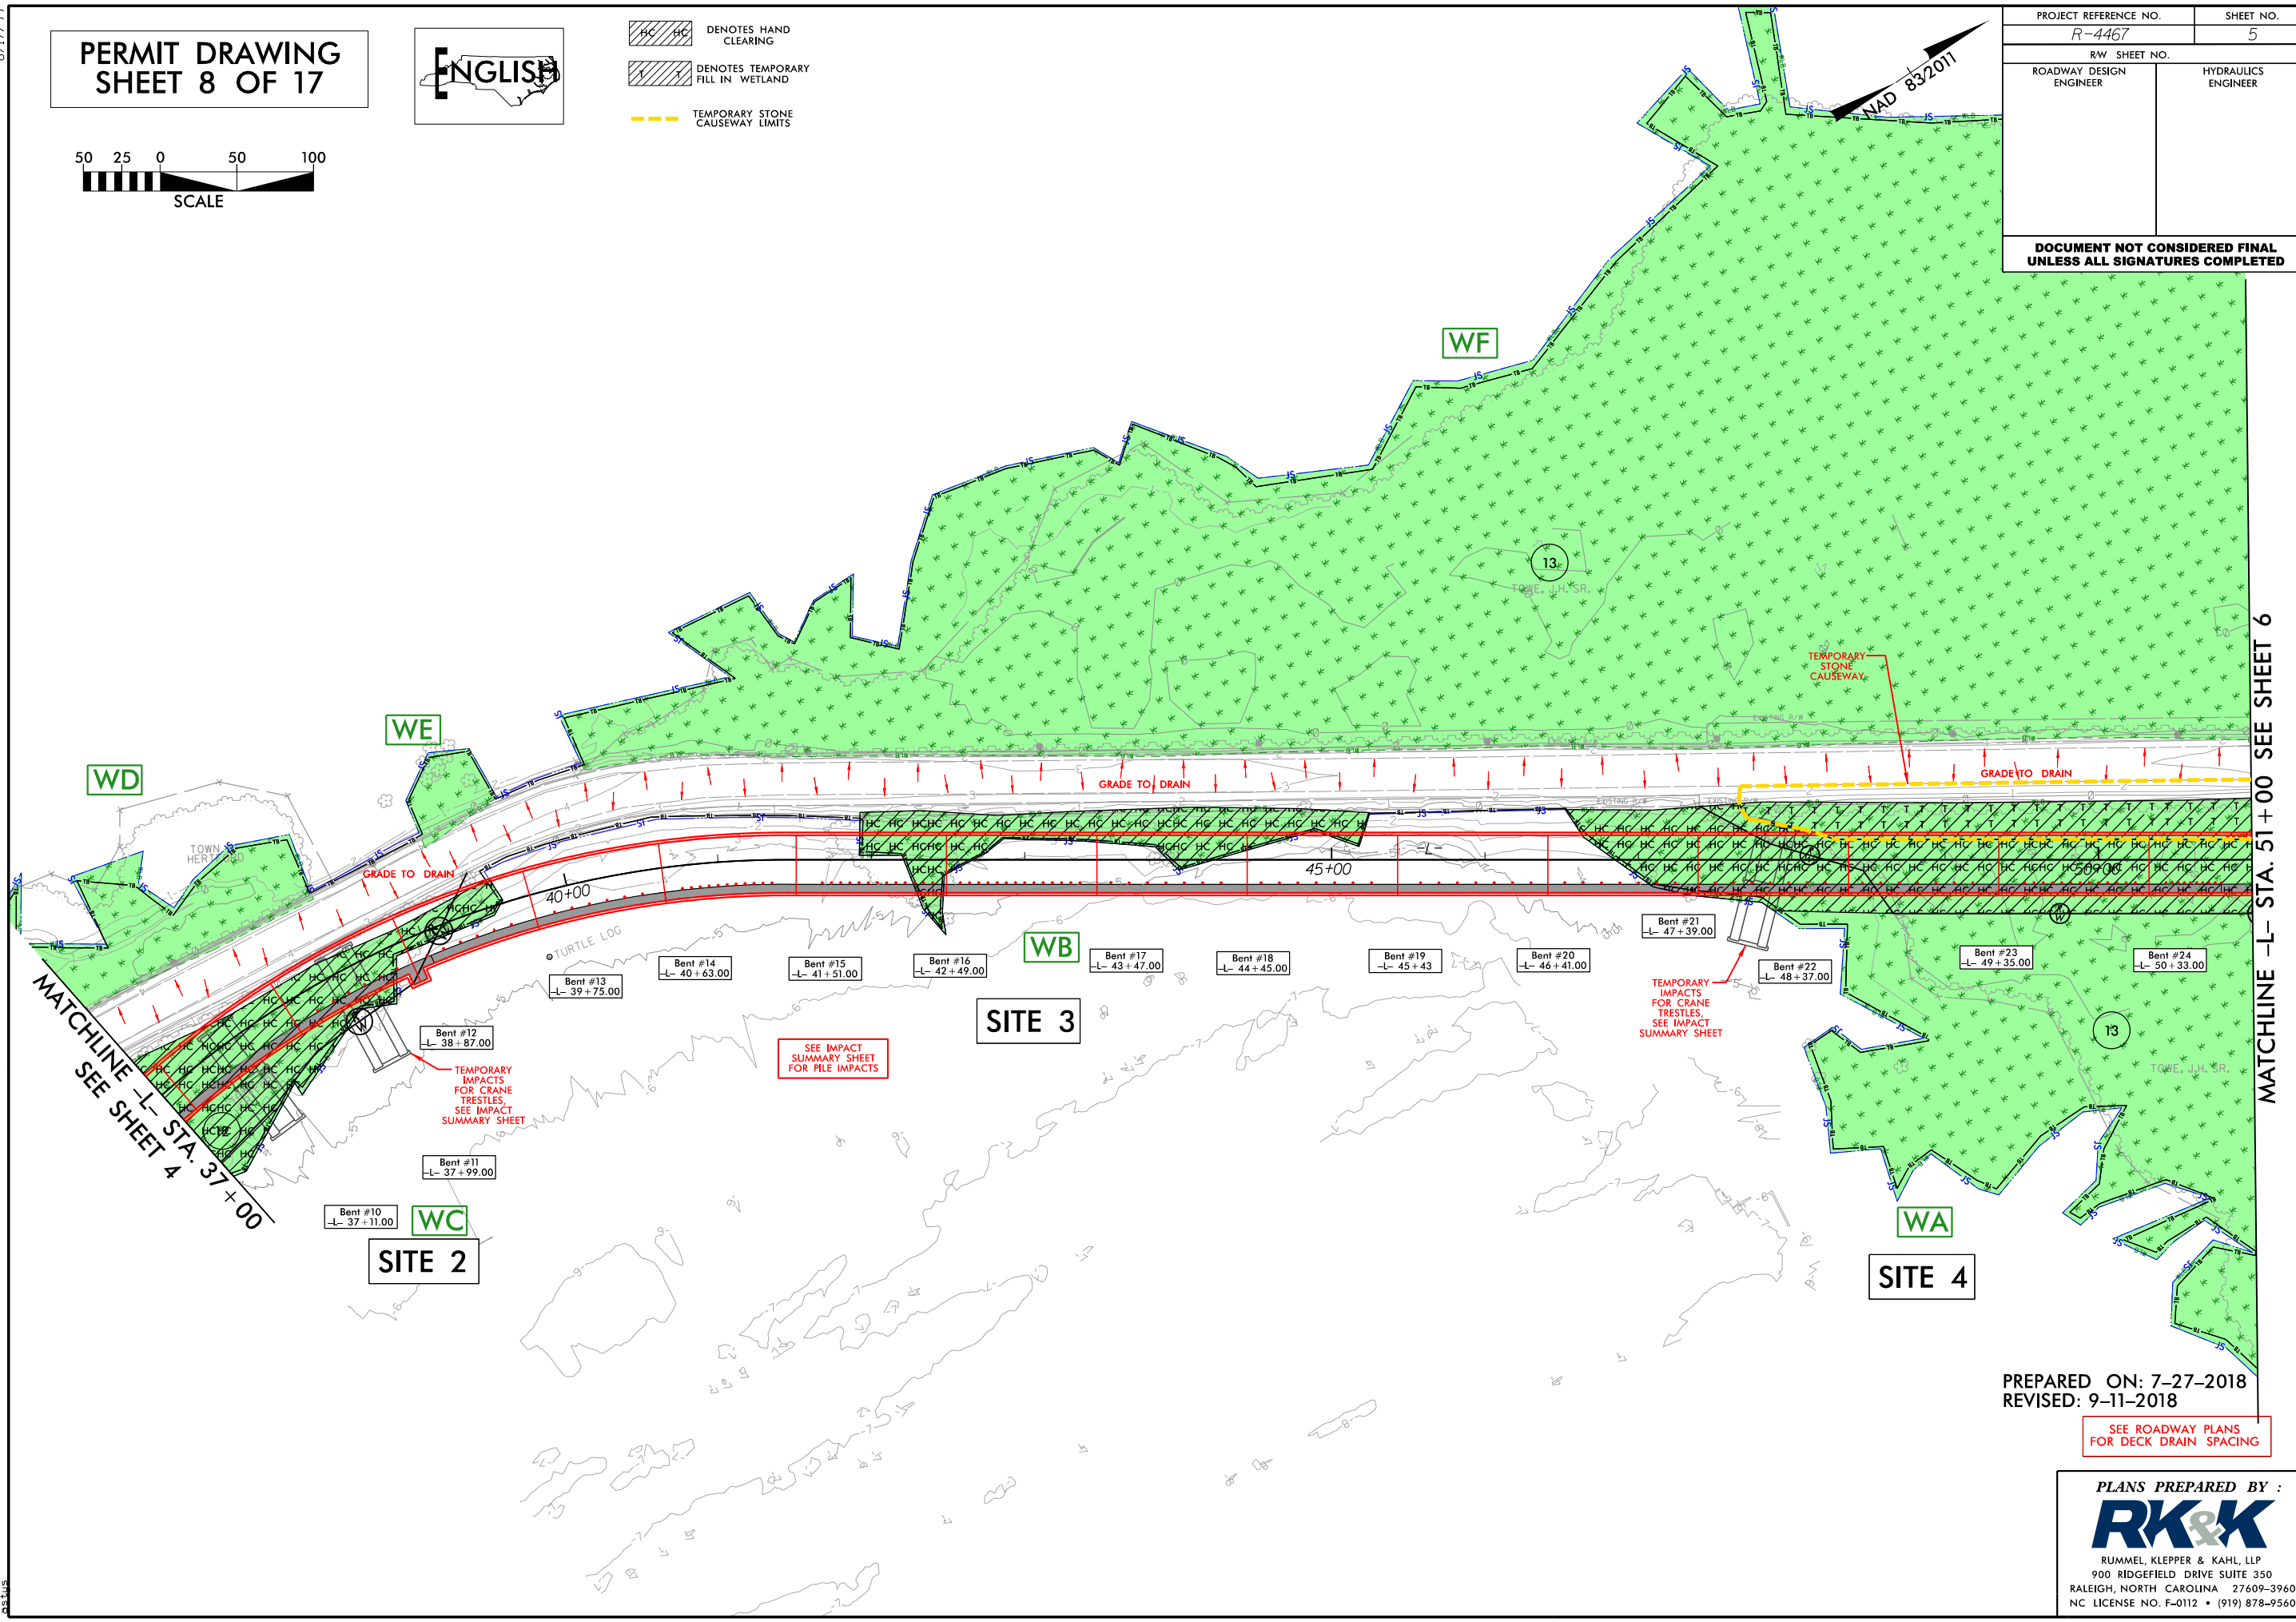 PERMIT DRAWING
SHEET 8 OF 17
ENGLISH
HC HC
DENOTES HAND
CLEARING
T T
DENOTES TEMPORARY
FILL IN WETLAND
TEMPORARY STONE
CAUSEWAY LIMITS
50 25 0 50 100
SCALE
NAD 83/2011
PROJECT REFERENCE NO.
SHEET NO.
R-4467
5
RW SHEET NO.
ROADWAY DESIGN
ENGINEER
HYDRAULICS
ENGINEER
DOCUMENT NOT CONSIDERED FINAL
UNLESS ALL SIGNATURES COMPLETED
WF
13
TOWE, J.H. SR.
TEMPORARY
STONE
CAUSEWAY
EXISTING R/W
WE
WD
TOWN
HERTFORD
GRADE TO DRAIN
GRADE TO DRAIN
GRADE TO DRAIN
40+00
45+00
-L-
50+00
TURTLE LOG
MATCHLINE -L- STA. 37+00
SEE SHEET 4
MATCHLINE -L- STA. 51+00 SEE SHEET 6
Bent #10
-L- 37+11.00
Bent #11
-L- 37+99.00
Bent #12
-L- 38+87.00
Bent #13
-L- 39+75.00
Bent #14
-L- 40+63.00
Bent #15
-L- 41+51.00
Bent #16
-L- 42+49.00
Bent #17
-L- 43+47.00
Bent #18
-L- 44+45.00
Bent #19
-L- 45+43
Bent #20
-L- 46+41.00
Bent #21
-L- 47+39.00
Bent #22
-L- 48+37.00
Bent #23
-L- 49+35.00
Bent #24
-L- 50+33.00
WB
SITE 3
TEMPORARY
IMPACTS
FOR CRANE
TRESTLES,
SEE IMPACT
SUMMARY SHEET
SEE IMPACT
SUMMARY SHEET
FOR PILE IMPACTS
TEMPORARY
IMPACTS
FOR CRANE
TRESTLES,
SEE IMPACT
SUMMARY SHEET
13
TOWE, J.H. SR.
WC
SITE 2
WA
SITE 4
PREPARED ON: 7-27-2018
REVISED: 9-11-2018
SEE ROADWAY PLANS
FOR DECK DRAIN SPACING
PLANS PREPARED BY :
RK&K
RUMMEL, KLEPPER & KAHL, LLP
900 RIDGEFIELD DRIVE SUITE 350
RALEIGH, NORTH CAROLINA 27609-3960
NC LICENSE NO. F-0112 • (919) 878-9560